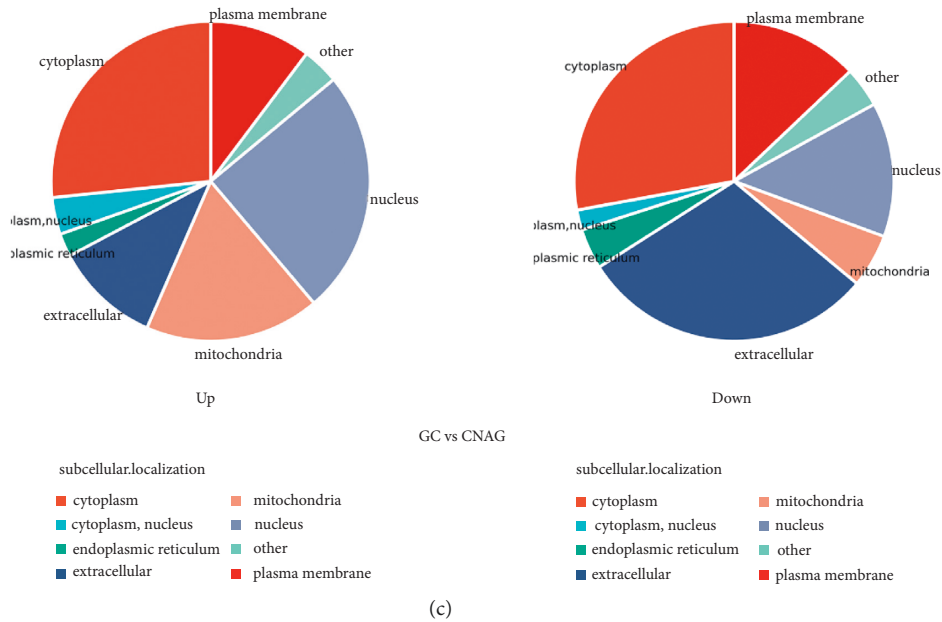 plasma membrane
other
cytoplasm
nucleus
plasm,nucleus
plasmic reticulum
extracellular
mitochondria
Up
plasma membrane
cytoplasm
other
nucleus
plasm,nucleus
plasmic reticulum
mitochondria
extracellular
Down
GC vs CNAG
subcellular.localization
cytoplasm
mitochondria
cytoplasm, nucleus
nucleus
endoplasmic reticulum
other
extracellular
plasma membrane
subcellular.localization
cytoplasm
mitochondria
cytoplasm, nucleus
nucleus
endoplasmic reticulum
other
extracellular
plasma membrane
(c)